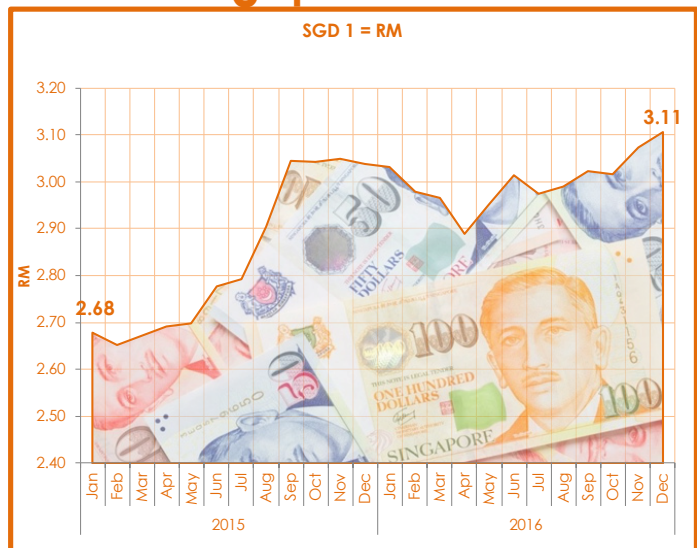 SGD 1 = RM
3.20
3.10
3.00
2.90
2.80
2.70
2.60
2.50
2.40
RM
2.68
3.11
50
FIFTY
DOLLARS
100
ONE HUNDRED
DOLLARS
SINGAPORE
100
Jan Feb Mar Apr May Jun Jul Aug Sep Oct Nov Dec Jan Feb Mar Apr May Jun Jul Aug Sep Oct Nov Dec
2015 2016